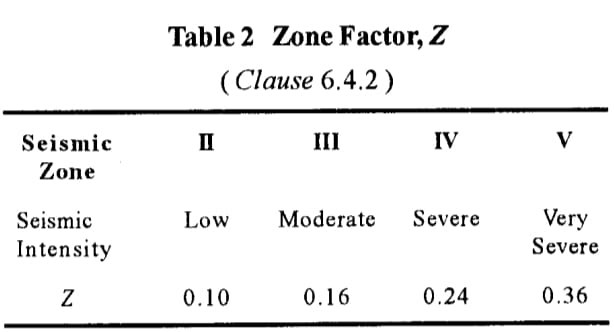 Table 2 Zone Factor, Z
( Clause 6.4.2 )
Seismic Zone II III IV V
Seismic Intensity Low Moderate Severe Very Severe
Z 0.10 0.16 0.24 0.36